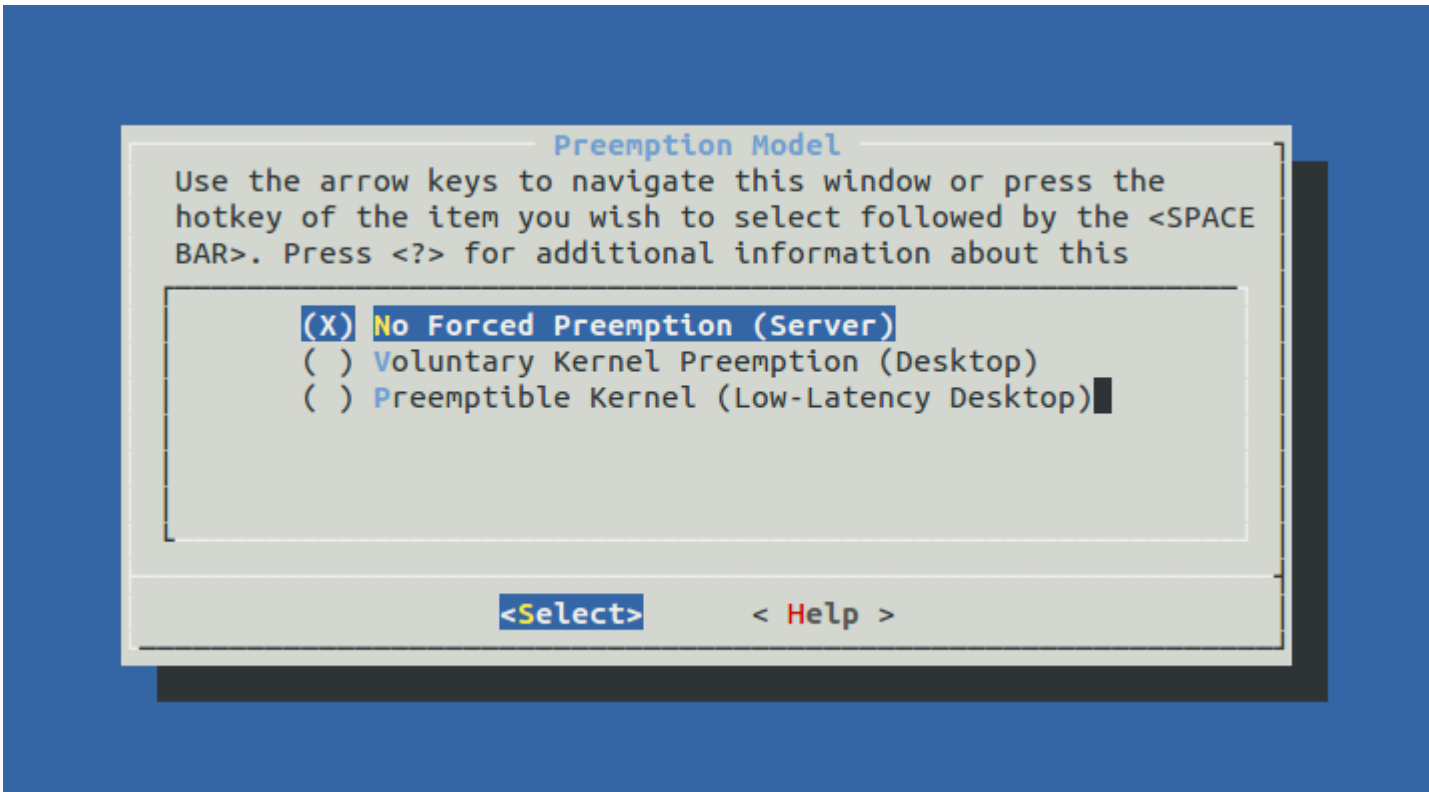 Preemption Model
Use the arrow keys to navigate this window or press the
hotkey of the item you wish to select followed by the <SPACE
BAR>. Press <?> for additional information about this
(X) No Forced Preemption (Server)
( ) Voluntary Kernel Preemption (Desktop)
( ) Preemptible Kernel (Low-Latency Desktop)
<Select> < Help >